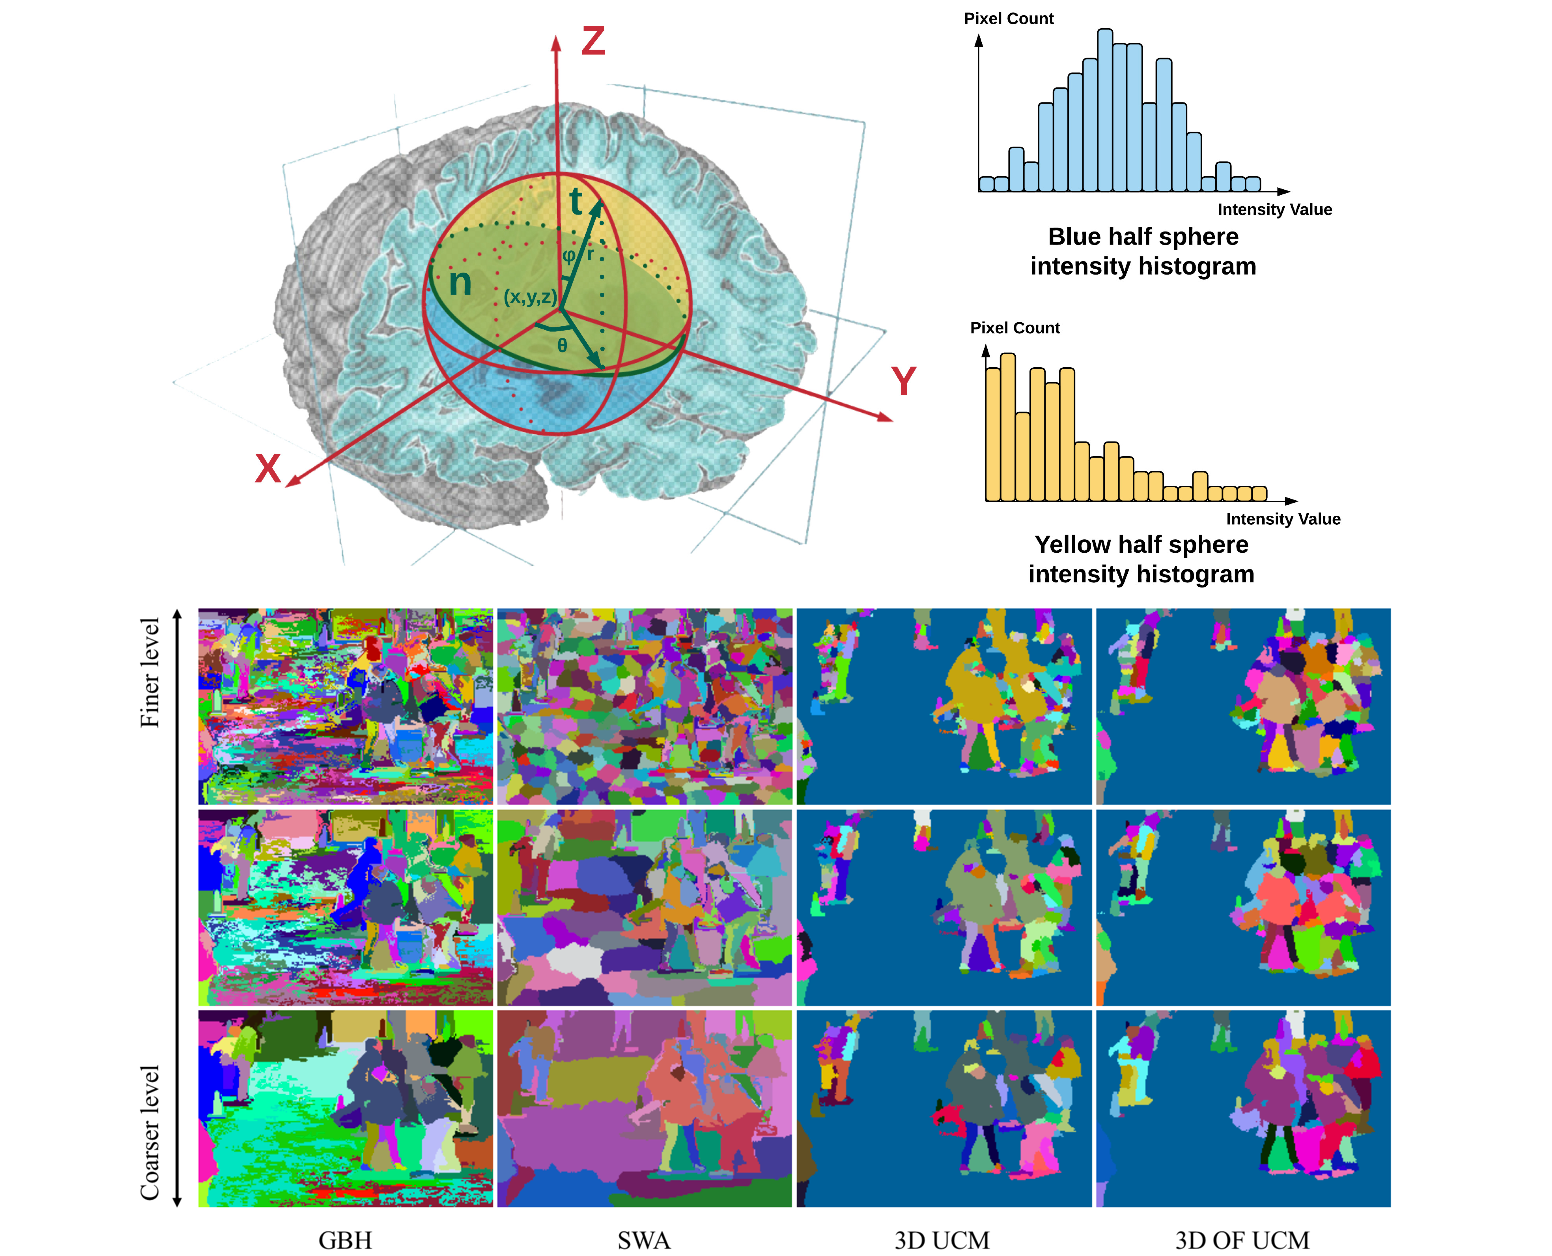 Z
t
φ
r
n
(x,y,z)
θ
Y
X
Pixel Count
Intensity Value
Blue half sphere
intensity histogram
Pixel Count
Intensity Value
Yellow half sphere
intensity histogram
Finer level
Coarser level
GBH
SWA
3D UCM
3D OF UCM